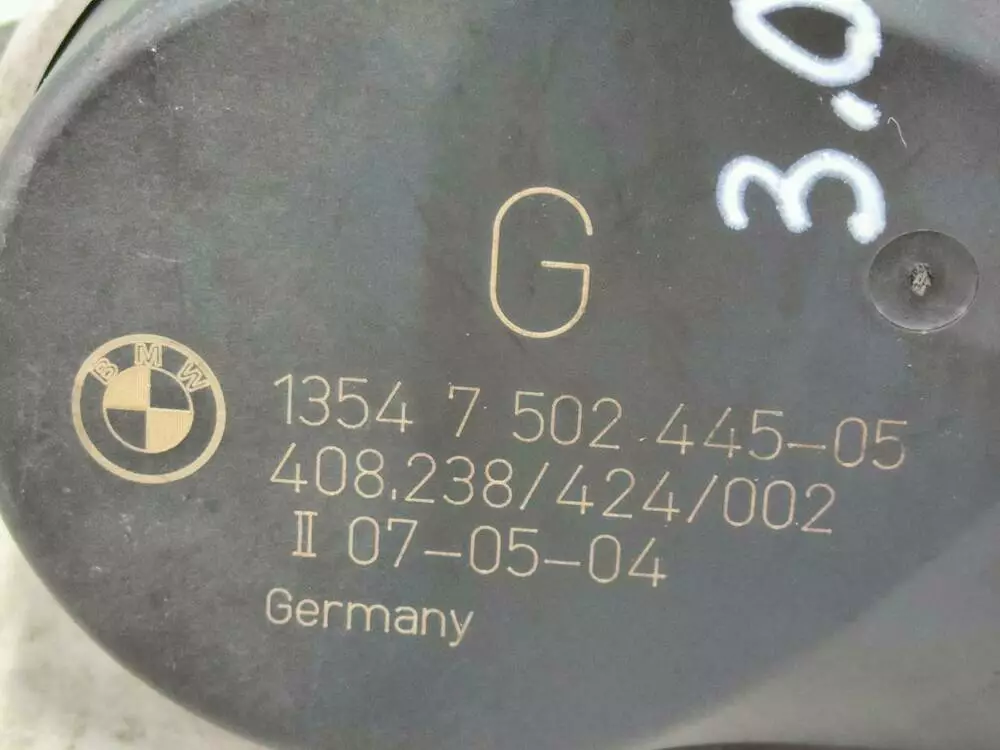 3.0
G
BMW
1354 7 502 445-05
408.238/424/002
II 07-05-04
Germany